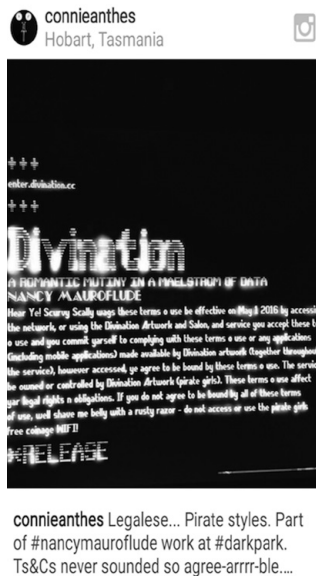 connieanthes
Hobart, Tasmania
+++
enter.divination.cc
+++
Divination
A ROMANTIC MUTINY IN A MAELSTROM OF DATA
NANCY MAUROFLUDE
Hear Ye! Scurvy Scally wags these terms o use be effective on May 1 2016 by accessi
the network, or using the Divination Artwork and Salon, and service you accept these t
o use and you commit yarself to complying with these terms o use or any applications
(including mobile applications) made available by Divination artwork (together throughou
the service), however accessed, ye agree to be bound by these terms o use. The servic
be owned or controlled by Divination Artwork (pirate girls). These terms o use affect
yar legal rights n obligations. If you do not agree to be bound by all of these terms
of use, well shave me belly with a rusty razor - do not access or use the pirate girls
free coinage WIFI!
*RELEASE
connieanthes Legalese... Pirate styles. Part
of #nancymauroflude work at #darkpark.
Ts&Cs never sounded so agree-arrrr-ble....